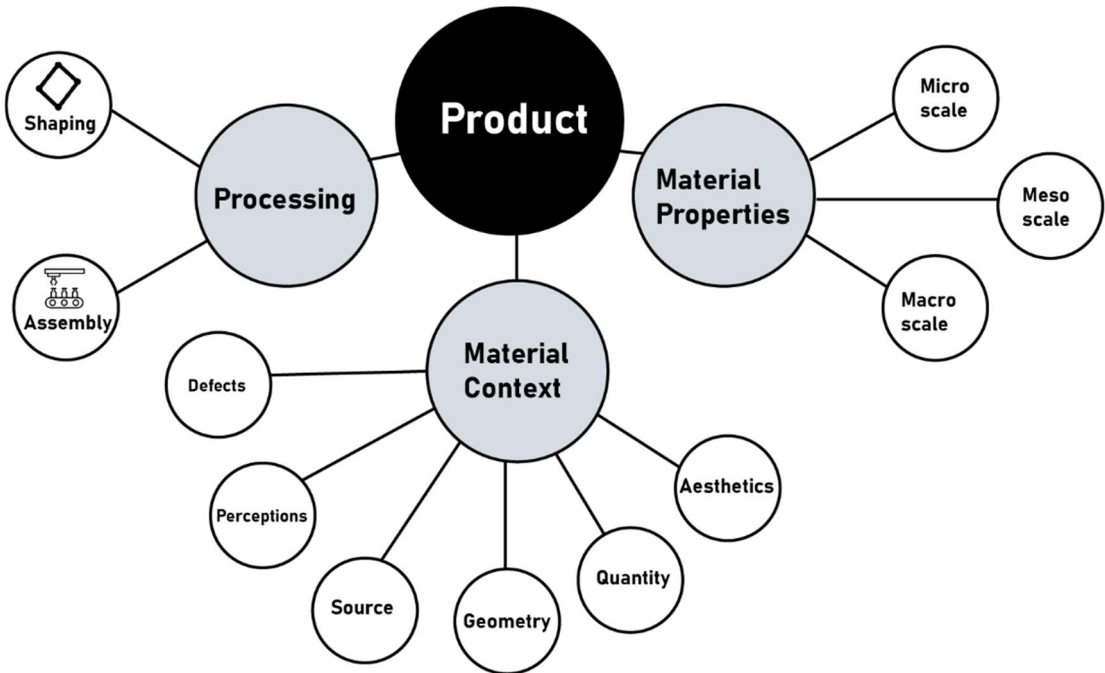 Product
Processing
Shaping
Assembly
Material
Properties
Micro
scale
Meso
scale
Macro
scale
Material
Context
Defects
Perceptions
Source
Geometry
Quantity
Aesthetics